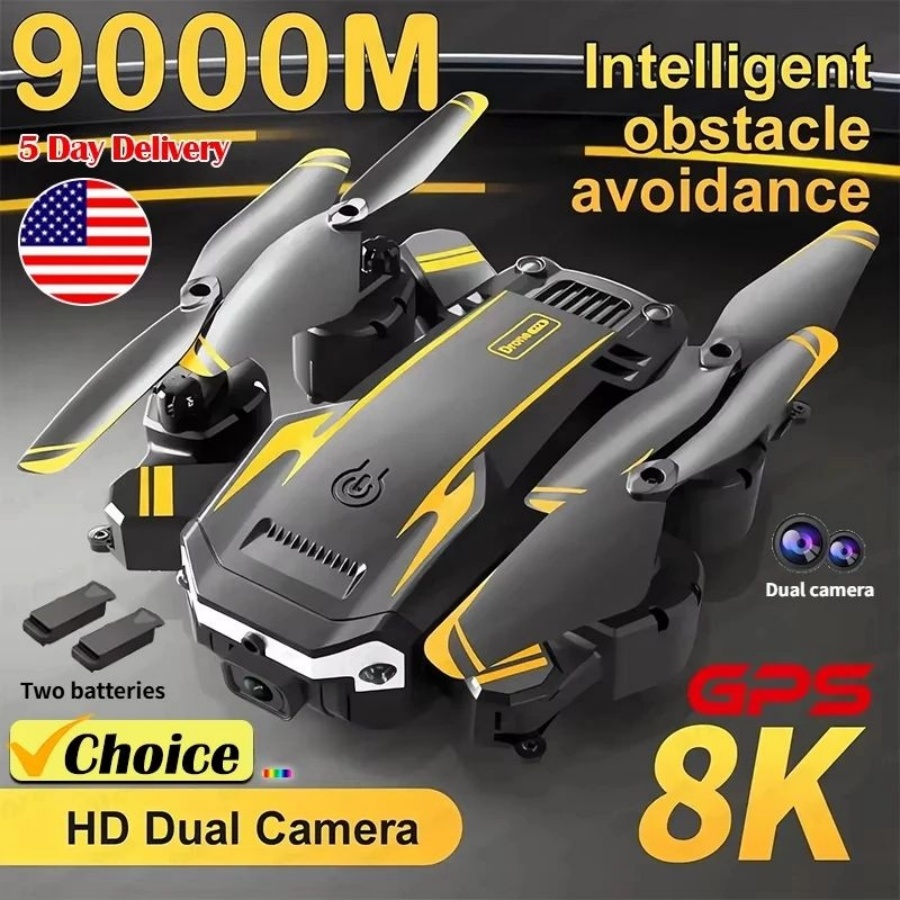 9000M
Intelligent
obstacle
avoidance
5 Day Delivery
Dual camera
Two batteries
GPS
8K
Choice
HD Dual Camera